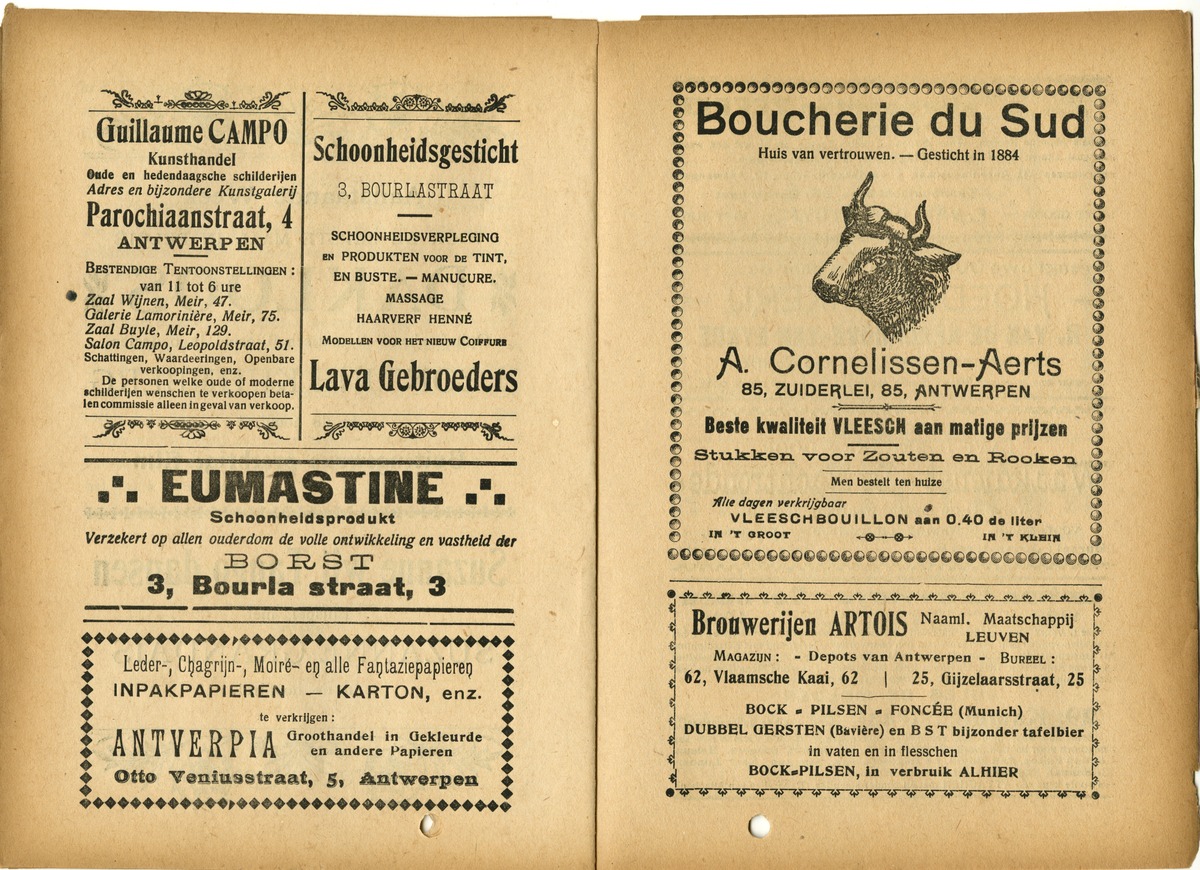 Guillaume CAMPO
Kunsthandel
Oude en hedendaagsche schilderijen
Adres en bijzondere Kunstgalerij
Parochiaanstraat, 4
ANTWERPEN
BESTENDIGE TENTOONSTELLINGEN :
van 11 tot 6 ure
Zaal Wijnen, Meir, 47.
Galerie Lamorinière, Meir, 75.
Zaal Buyle, Meir, 129.
Salon Campo, Leopoldstraat, 51.
Schattingen, Waardeeringen, Openbare
verkoopingen, enz.
De personen welke oude of moderne
schilderijen wenschen te verkoopen beta-
len commissie alleen in geval van verkoop.
Schoonheidsgesticht
3, BOURLASTRAAT
SCHOONHEIDSVERPLEGING
EN PRODUKTEN VOOR DE TINT,
EN BUSTE. — MANUCURE.
MASSAGE
HAARVERF HENNÉ
MODELLEN VOOR HET NIEUW COIFFURE
Lava Gebroeders
EUMASTINE
Schoonheidsprodukt
Verzekert op allen ouderdom de volle ontwikkeling en vastheid der
BORST
3, Bourla straat, 3
Leder-, Chagrijn-, Moiré- en alle Fantaziepapieren
INPAKPAPIEREN — KARTON, enz.
te verkrijgen :
ANTVERPIA Groothandel in Gekleurde
en andere Papieren
Otto Veniusstraat, 5, Antwerpen
Boucherie du Sud
Huis van vertrouwen. — Gesticht in 1884
A. Cornelissen-Aerts
85, ZUIDERLEI, 85, ANTWERPEN
Beste kwaliteit VLEESCH aan matige prijzen
Stukken voor Zouten en Rooken
Men bestelt ten huize
Alle dagen verkrijgbaar
VLEESCHBOUILLON aan 0.40 de liter
IN 'T GROOT IN 'T KLEIN
Brouwerijen ARTOIS Naaml. Maatschappij
LEUVEN
MAGAZIJN : - Depots van Antwerpen - BUREEL :
62, Vlaamsche Kaai, 62 | 25, Gijzelaarsstraat, 25
BOCK - PILSEN - FONCÉE (Munich)
DUBBEL GERSTEN (Bavière) en B S T bijzonder tafelbier
in vaten en in flesschen
BOCK-PILSEN, in verbruik ALHIER